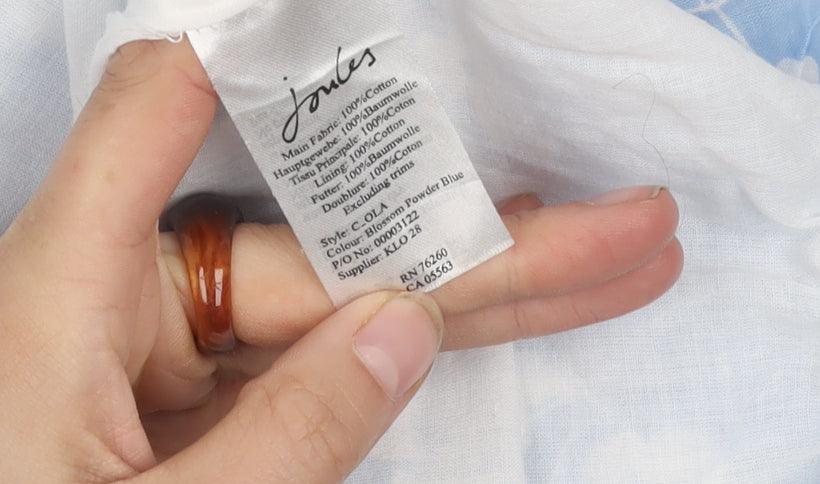 Joules
Main Fabric: 100%Cotton
Hauptgewebe: 100%Baumwolle
Tissu Principale: 100%Coton
Lining: 100%Cotton
Futter: 100%Baumwolle
Doublure: 100%Coton
Excluding trims
Style: C-OLA
Colour: Blossom Powder Blue
P/O No: 00003122
Supplier: KLO 28
RN 76260
CA 05563